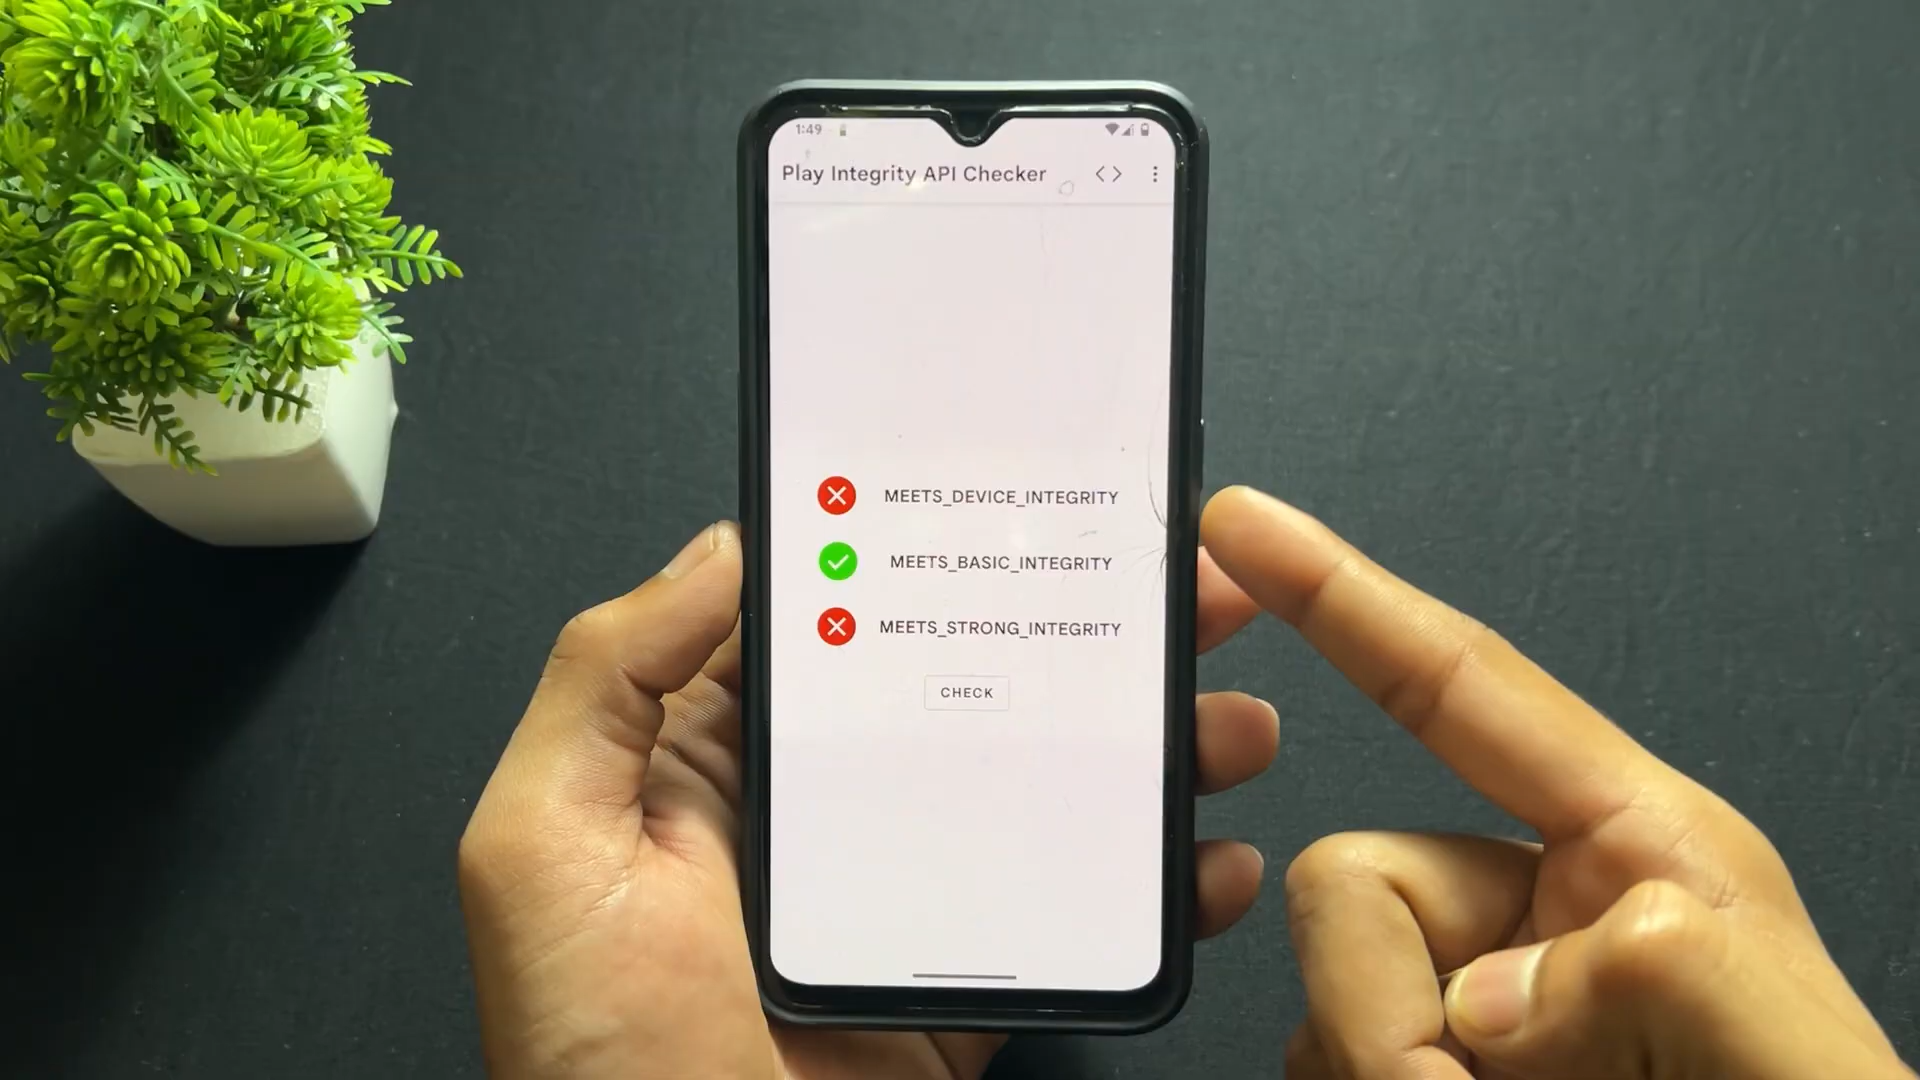 1:49
Play Integrity API Checker
MEETS_DEVICE_INTEGRITY
MEETS_BASIC_INTEGRITY
MEETS_STRONG_INTEGRITY
CHECK